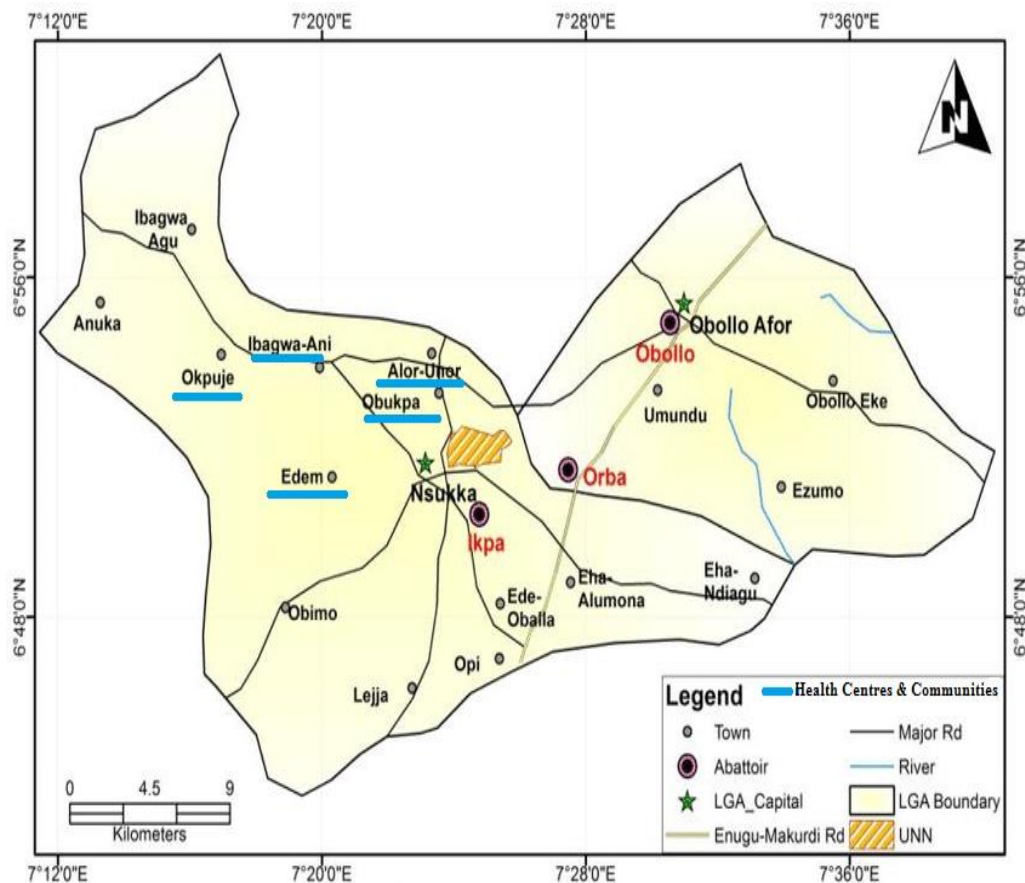 7°12'0"E
7°20'0"E
7°28'0"E
7°36'0"E
N
6°56'0"N
6°56'0"N
Ibagwa
Agu
Anuka
Obollo Afor
Obollo
Ibagwa-Ani
Okpuje
Alor-Uhor
Obukpa
Umundu
Obollo Eke
Edem
Nsukka
Orba
Ezumo
Ikpa
Eha-
Alumona
Eha-
Ndiagu
Ede-
Oballa
Obimo
6°48'0"N
6°48'0"N
Opi
Lejja
Legend
Health Centres & Communities
Town
Major Rd
Abattoir
River
LGA_Capital
LGA Boundary
Enugu-Makurdi Rd
UNN
0
4.5
9
Kilometers
7°12'0"E
7°20'0"E
7°28'0"E
7°36'0"E